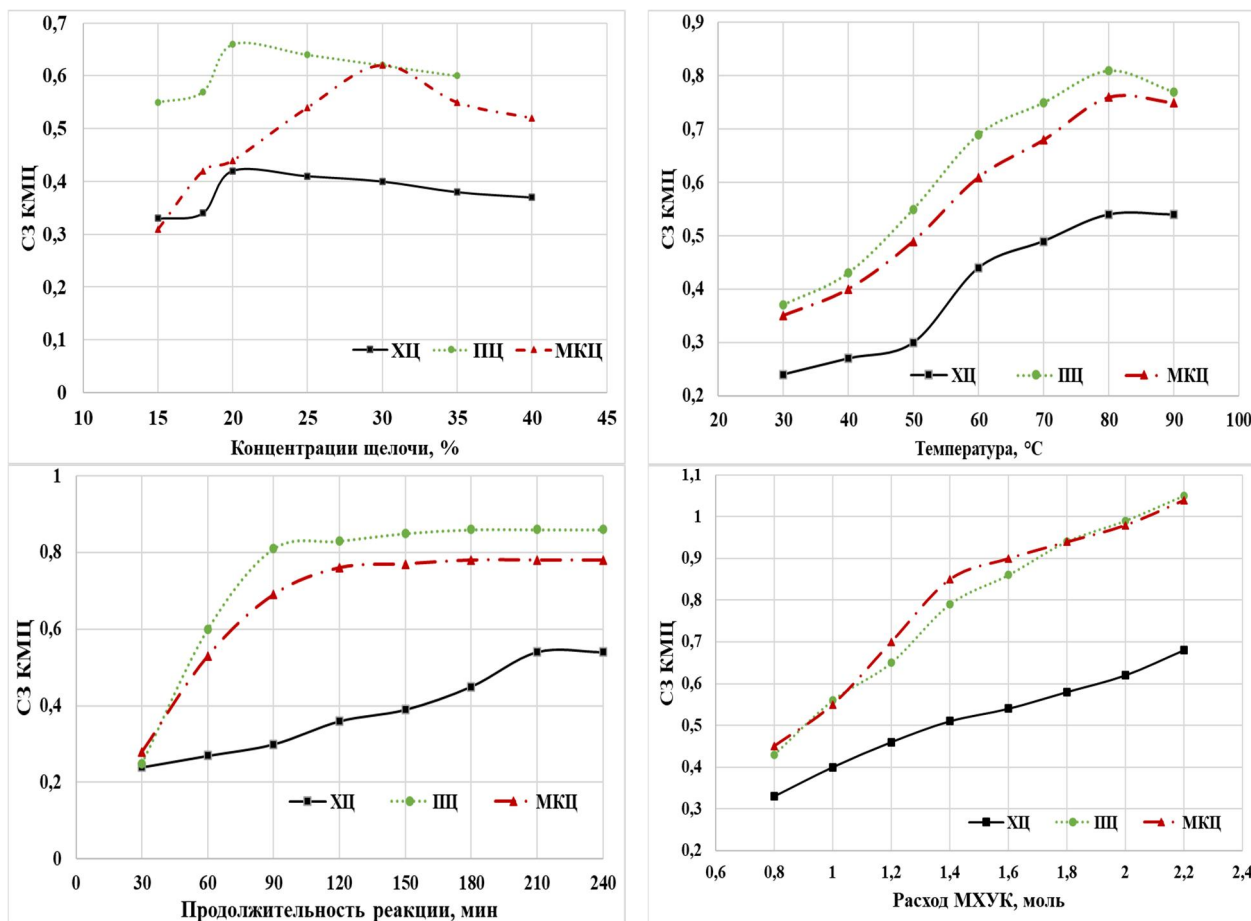 0,7
0,6
0,5
0,4
0,3
0,2
0,1
0
СЗ КМЦ
ХЦ ПЦ МКЦ
10 15 20 25 30 35 40 45
Концентрации щелочи, %
0,9
0,8
0,7
0,6
0,5
0,4
0,3
0,2
СЗ КМЦ
ХЦ ПЦ МКЦ
20 30 40 50 60 70 80 90 100
Температура, °С
1
0,8
0,6
0,4
0,2
0
СЗ КМЦ
ХЦ ПЦ МКЦ
0 30 60 90 120 150 180 210 240
Продолжительность реакции, мин
1,1
1
0,9
0,8
0,7
0,6
0,5
0,4
0,3
0,2
СЗ КМЦ
ХЦ ПЦ МКЦ
0,6 0,8 1 1,2 1,4 1,6 1,8 2 2,2 2,4
Расход МХУК, моль